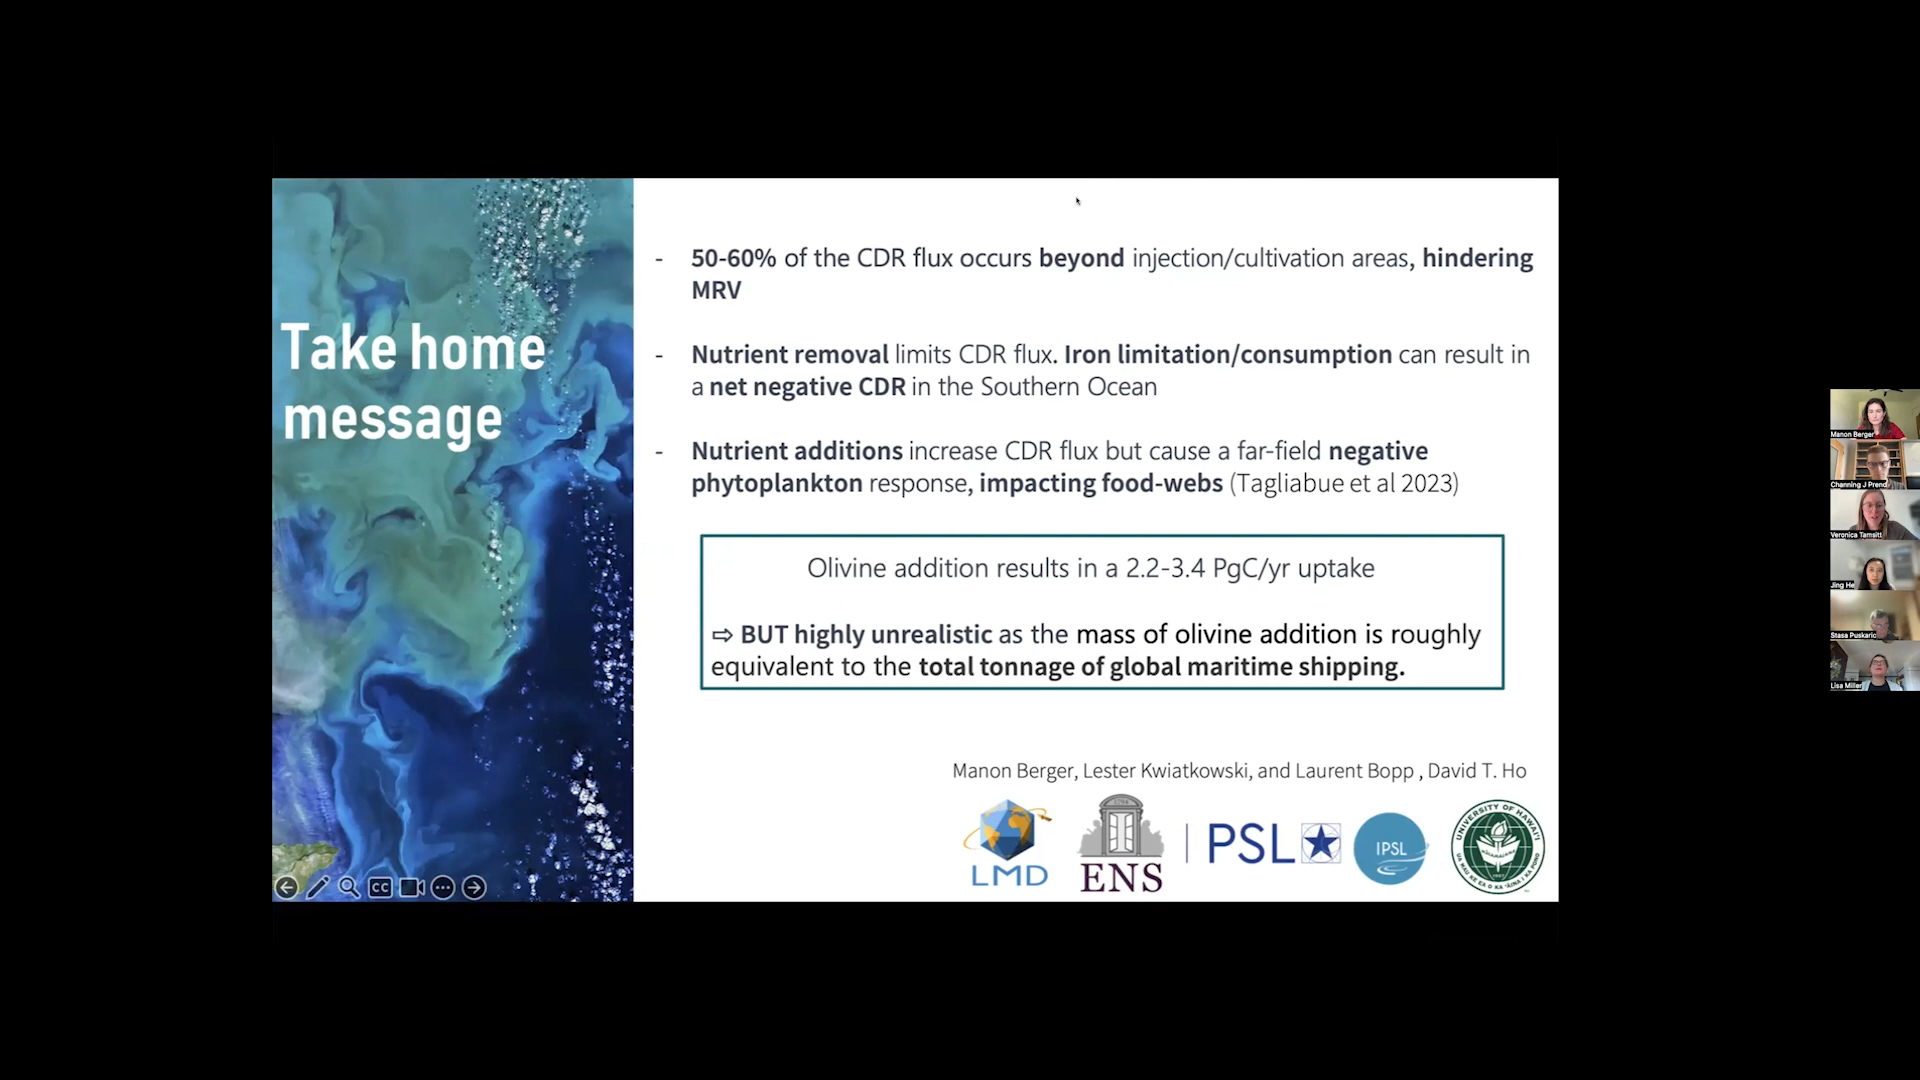 Take home
message
- 50-60% of the CDR flux occurs beyond injection/cultivation areas, hindering
MRV
- Nutrient removal limits CDR flux. Iron limitation/consumption can result in
a net negative CDR in the Southern Ocean
- Nutrient additions increase CDR flux but cause a far-field negative
phytoplankton response, impacting food-webs (Tagliabue et al 2023)
Olivine addition results in a 2.2-3.4 PgC/yr uptake
⇨ BUT highly unrealistic as the mass of olivine addition is roughly
equivalent to the total tonnage of global maritime shipping.
Manon Berger, Lester Kwiatkowski, and Laurent Bopp , David T. Ho
LMD
ENS
PSL
IPSL
UNIVERSITY OF HAWAI'I
CC
Manon Berger
Channing J Prend
Veronica Tamsitt
Jing He
Stasa Puskaric
Lisa Miller